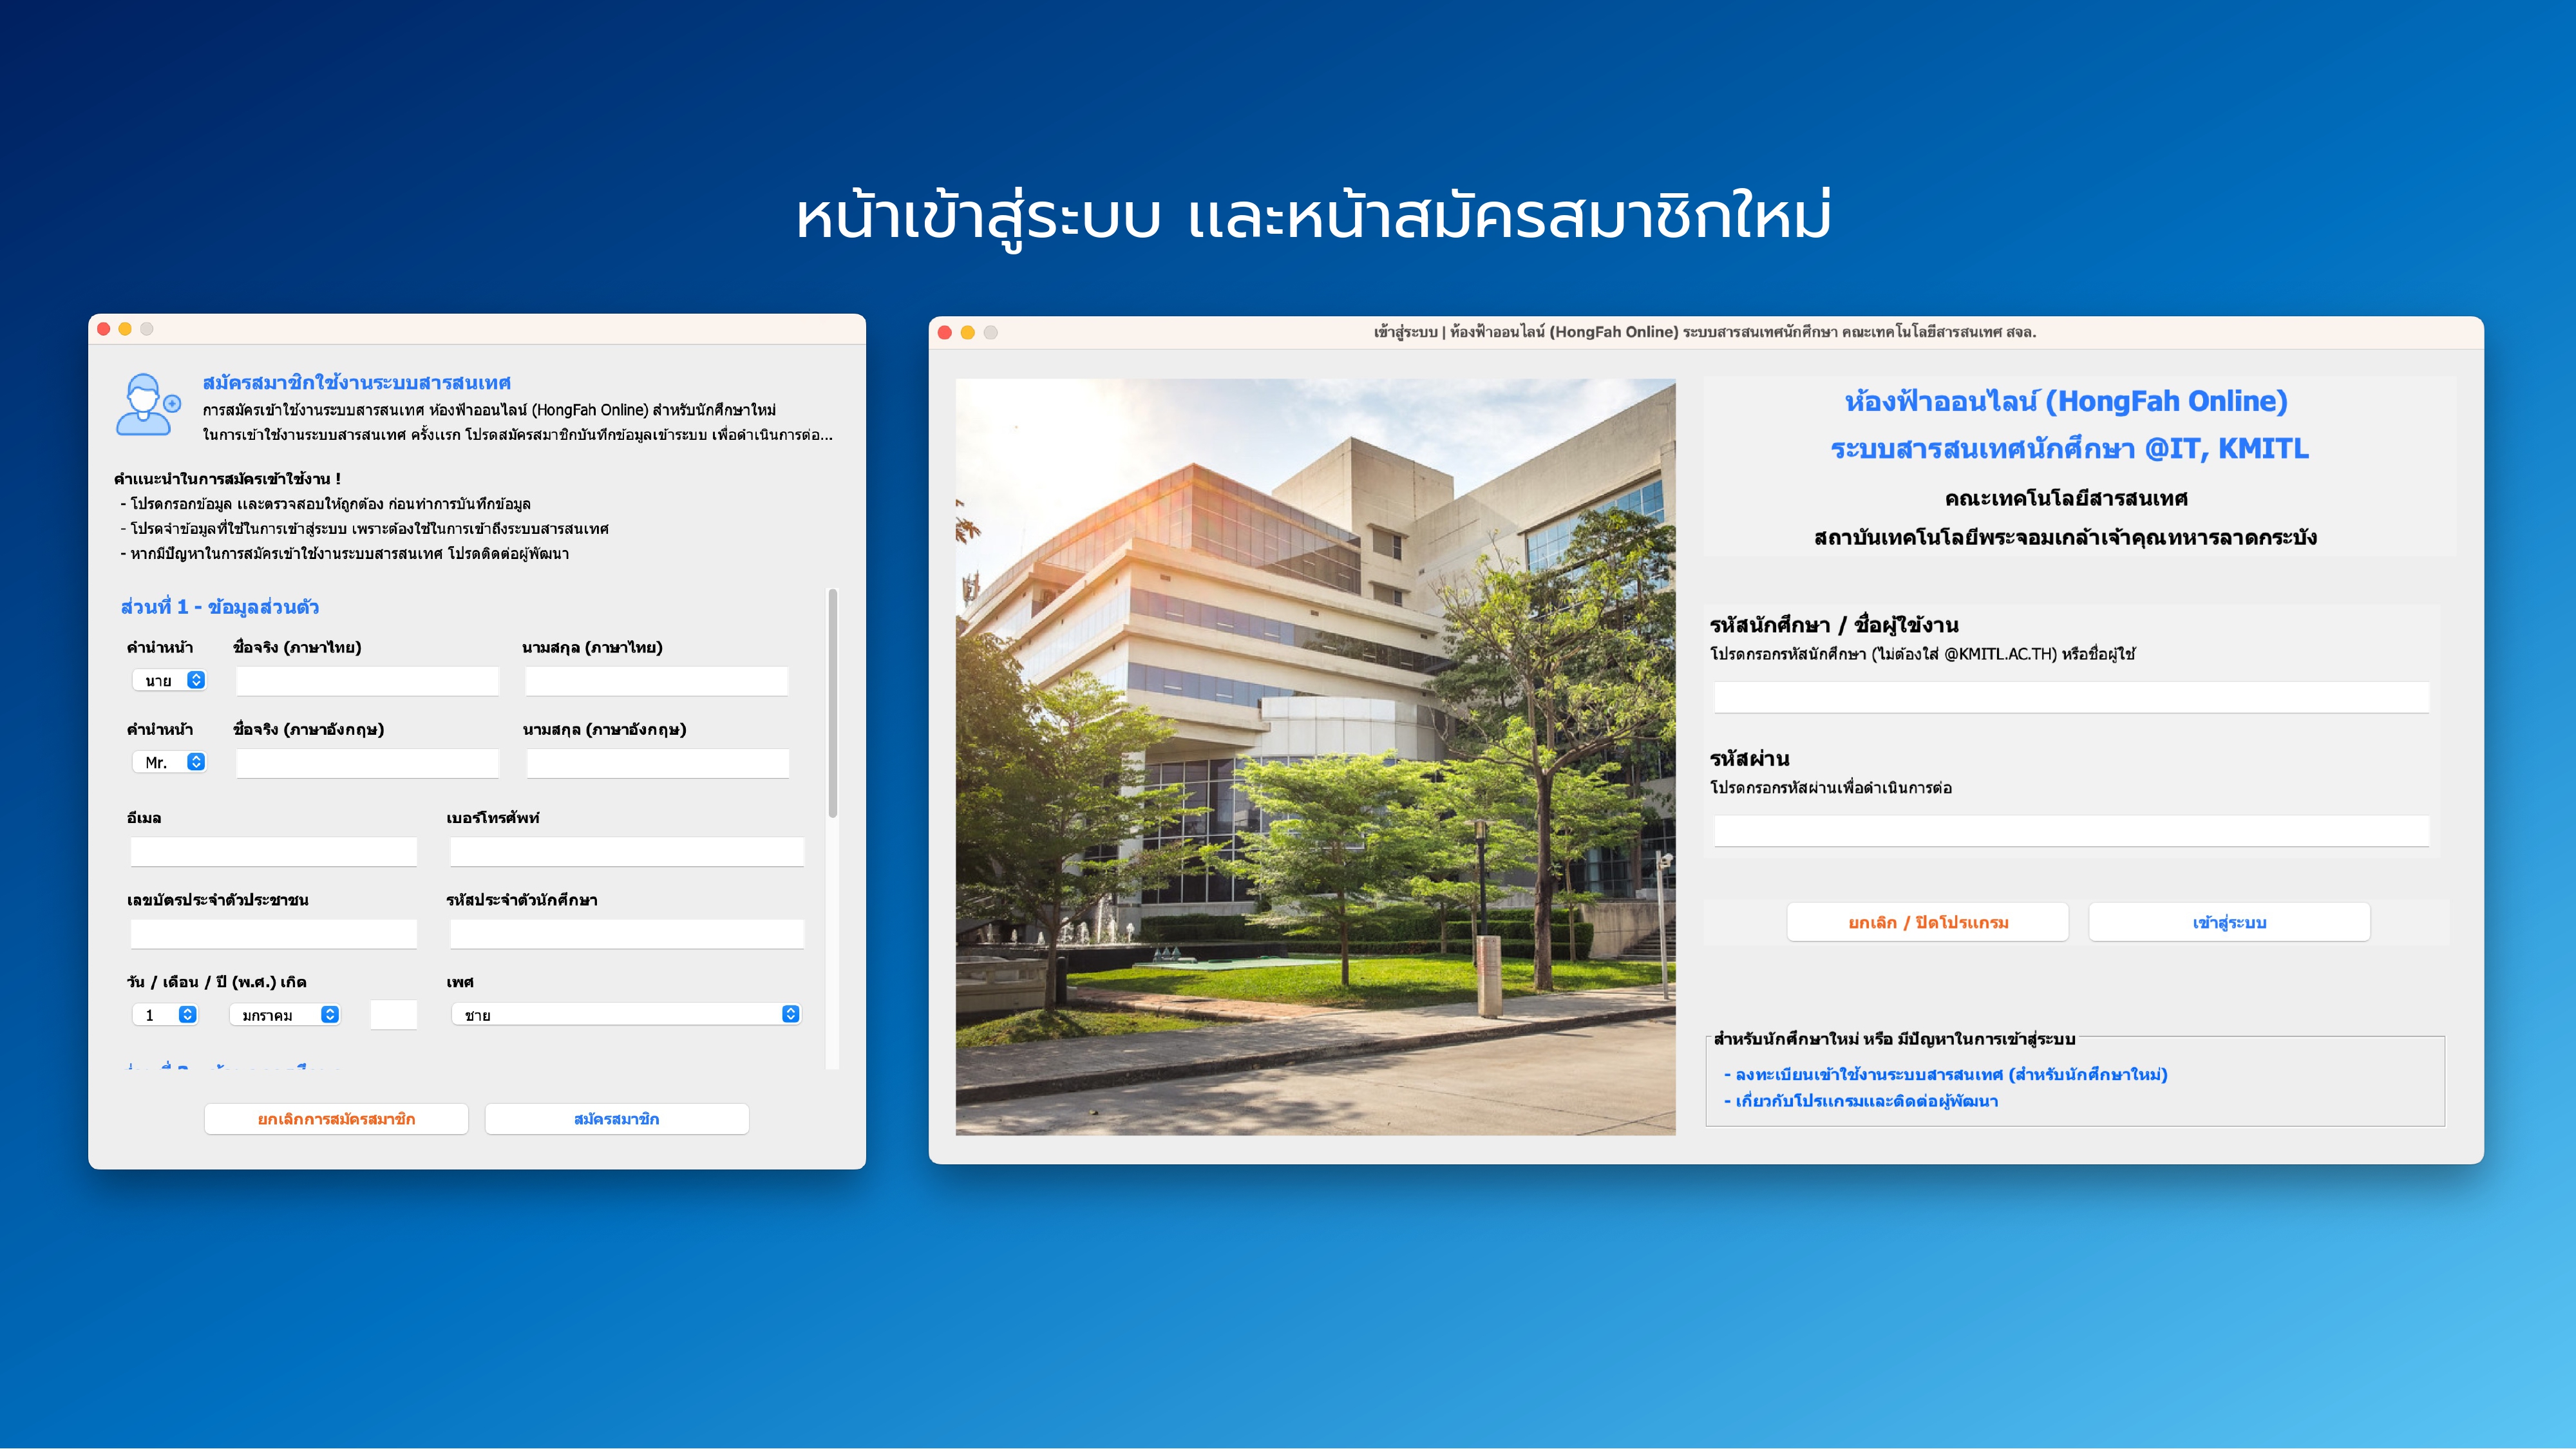 หน้าเข้าสู่ระบบ และหน้าสมัครสมาชิกใหม่
สมัครสมาชิกใช้งานระบบสารสนเทศ
การสมัครเข้าใช้งานระบบสารสนเทศ ห้องฟ้าออนไลน์ (HongFah Online) สำหรับนักศึกษาใหม่
ในการเข้าใช้งานระบบสารสนเทศ ครั้งแรก โปรดสมัครสมาชิกบันทึกข้อมูลเข้าระบบ เพื่อดำเนินการต่อ...
คำแนะนำในการสมัครเข้าใช้งาน !
- โปรดกรอกข้อมูล และตรวจสอบให้ถูกต้อง ก่อนทำการบันทึกข้อมูล
- โปรดจำข้อมูลที่ใช้ในการเข้าสู่ระบบ เพราะต้องใช้ในการเข้าถึงระบบสารสนเทศ
- หากมีปัญหาในการสมัครเข้าใช้งานระบบสารสนเทศ โปรดติดต่อผู้พัฒนา
ส่วนที่ 1 - ข้อมูลส่วนตัว
คำนำหน้า ชื่อจริง (ภาษาไทย) นามสกุล (ภาษาไทย)
นาย
คำนำหน้า ชื่อจริง (ภาษาอังกฤษ) นามสกุล (ภาษาอังกฤษ)
Mr.
อีเมล เบอร์โทรศัพท์
เลขบัตรประจำตัวประชาชน รหัสประจำตัวนักศึกษา
วัน / เดือน / ปี (พ.ศ.) เกิด เพศ
1 มกราคม ชาย
ยกเลิกการสมัครสมาชิก สมัครสมาชิก
เข้าสู่ระบบ | ห้องฟ้าออนไลน์ (HongFah Online) ระบบสารสนเทศนักศึกษา คณะเทคโนโลยีสารสนเทศ สจล.
ห้องฟ้าออนไลน์ (HongFah Online)
ระบบสารสนเทศนักศึกษา @IT, KMITL
คณะเทคโนโลยีสารสนเทศ
สถาบันเทคโนโลยีพระจอมเกล้าเจ้าคุณทหารลาดกระบัง
รหัสนักศึกษา / ชื่อผู้ใช้งาน
โปรดกรอกรหัสนักศึกษา (ไม่ต้องใส่ @KMITL.AC.TH) หรือชื่อผู้ใช้
รหัสผ่าน
โปรดกรอกรหัสผ่านเพื่อดำเนินการต่อ
ยกเลิก / ปิดโปรแกรม เข้าสู่ระบบ
สำหรับนักศึกษาใหม่ หรือ มีปัญหาในการเข้าสู่ระบบ
- ลงทะเบียนเข้าใช้งานระบบสารสนเทศ (สำหรับนักศึกษาใหม่)
- เกี่ยวกับโปรแกรมและติดต่อผู้พัฒนา